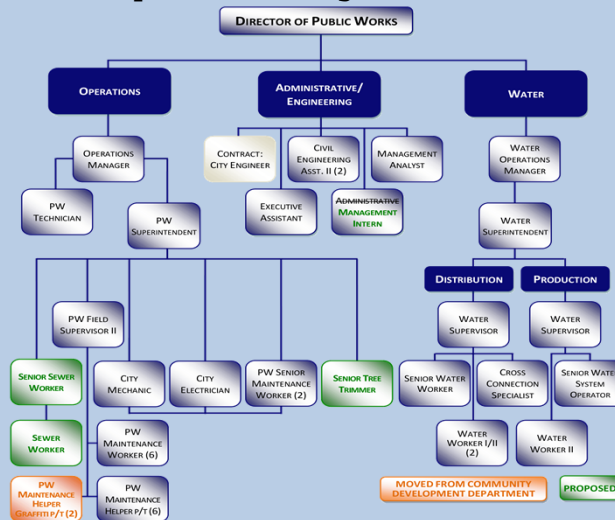 DIRECTOR OF PUBLIC WORKS
OPERATIONS
ADMINISTRATIVE/
ENGINEERING
WATER
OPERATIONS
MANAGER
CONTRACT:
CITY ENGINEER
CIVIL
ENGINEERING
ASST. II (2)
MANAGEMENT
ANALYST
WATER
OPERATIONS
MANAGER
PW
TECHNICIAN
PW
SUPERINTENDENT
EXECUTIVE
ASSISTANT
ADMINISTRATIVE
MANAGEMENT
INTERN
WATER
SUPERINTENDENT
DISTRIBUTION
PRODUCTION
PW FIELD
SUPERVISOR II
WATER
SUPERVISOR
WATER
SUPERVISOR
SENIOR SEWER
WORKER
CITY
MECHANIC
CITY
ELECTRICIAN
PW SENIOR
MAINTENANCE
WORKER (2)
SENIOR TREE
TRIMMER
SENIOR WATER
WORKER
CROSS
CONNECTION
SPECIALIST
SENIOR WATER
SYSTEM
OPERATOR
SEWER
WORKER
PW
MAINTENANCE
WORKER (6)
WATER
WORKER I/II
(2)
WATER
WORKER II
PW
MAINTENANCE
HELPER
GRAFFITI P/T (2)
PW
MAINTENANCE
HELPER P/T (6)
MOVED FROM COMMUNITY
DEVELOPMENT DEPARTMENT
PROPOSED